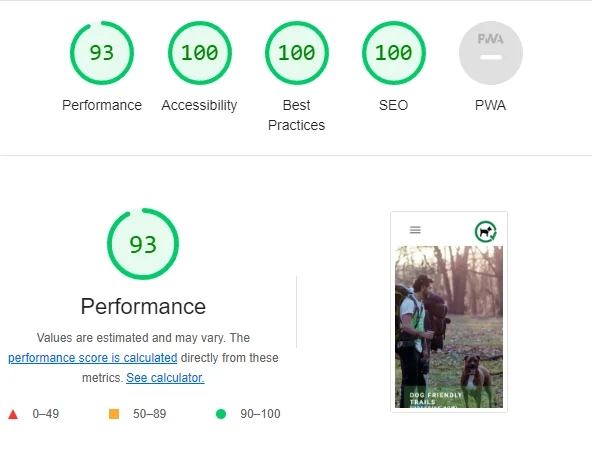 93
100
100
100
PWA
Performance
Accessibility
Best
Practices
SEO
PWA
93
Performance
Values are estimated and may vary. The
performance score is calculated directly from these
metrics. See calculator.
0–49
50–89
90–100
DOG FRIENDLY
TRAILS